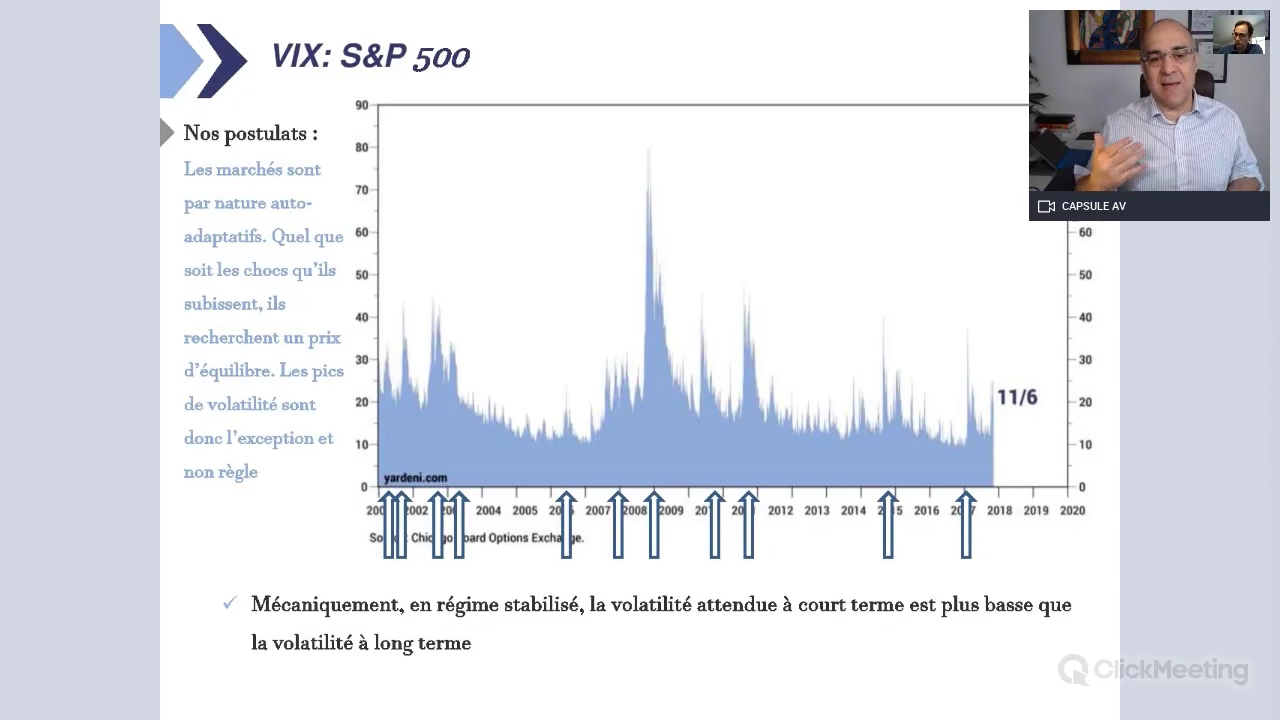 VIX: S&P 500
Nos postulats :
Les marchés sont
par nature auto-
adaptatifs. Quel que
soit les chocs qu'ils
subissent, ils
recherchent un prix
d'équilibre. Les pics
de volatilité sont
donc l'exception et
non règle
90
80
70
60
50
40
30
20
10
0
60
50
40
30
20
10
0
11/6
yardeni.com
2002 2004 2005 2007 2008 2009 2012 2013 2014 2016 2018 2019 2020
Board Options Exchange.
CAPSULE AV
Mécaniquement, en régime stabilisé, la volatilité attendue à court terme est plus basse que
la volatilité à long terme
ClickMeeting